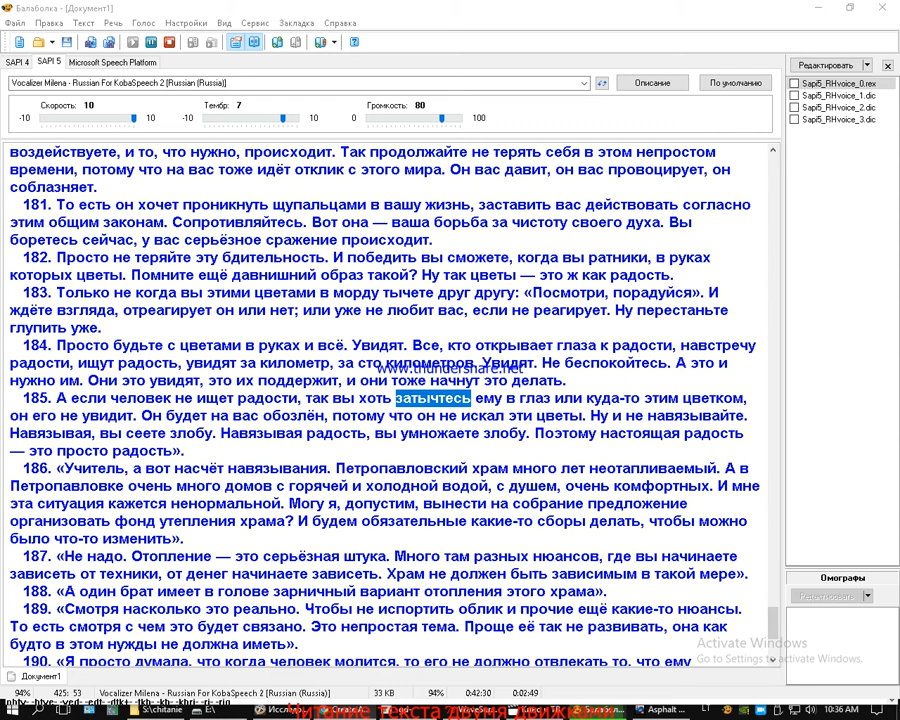 Балаболка - [Документ1]
Файл Правка Текст Речь Голос Настройки Вид Сервис Закладка Справка
SAPI 4 SAPI 5 Microsoft Speech Platform
Vocalizer Milena - Russian For KobaSpeech 2 [Russian (Russia)]
Описание По умолчанию
Скорость: 10 Тембр: 7 Громкость: 80
-10 10 -10 10 0 100
Редактировать
Sapi5_RHvoice_0.rex
Sapi5_RHvoice_1.dic
Sapi5_RHvoice_2.dic
Sapi5_RHvoice_3.dic
воздействуете, и то, что нужно, происходит. Так продолжайте не терять себя в этом непростом
времени, потому что на вас тоже идёт отклик с этого мира. Он вас давит, он вас провоцирует, он
соблазняет.
181. То есть он хочет проникнуть щупальцами в вашу жизнь, заставить вас действовать согласно
этим общим законам. Сопротивляйтесь. Вот она — ваша борьба за чистоту своего духа. Вы
боретесь сейчас, у вас серьёзное сражение происходит.
182. Просто не теряйте эту бдительность. И победить вы сможете, когда вы ратники, в руках
которых цветы. Помните ещё давнишний образ такой? Ну так цветы — это ж как радость.
183. Только не когда вы этими цветами в морду тычете друг другу: «Посмотри, порадуйся». И
ждёте взгляда, отреагирует он или нет; или уже не любит вас, если не реагирует. Ну перестаньте
глупить уже.
184. Просто будьте с цветами в руках и всё. Увидят. Все, кто открывает глаза к радости, навстречу
радости, ищут радость, увидят за километр, за сто километров. Увидят. Не беспокойтесь. А это и
www.thundershare.net
нужно им. Они это увидят, это их поддержит, и они тоже начнут это делать.
185. А если человек не ищет радости, так вы хоть затычтесь ему в глаз или куда-то этим цветком,
он его не увидит. Он будет на вас обозлён, потому что он не искал эти цветы. Ну и не навязывайте.
Навязывая, вы сеете злобу. Навязывая радость, вы умножаете злобу. Поэтому настоящая радость
— это просто радость».
186. «Учитель, а вот насчёт навязывания. Петропавловский храм много лет неотапливаемый. А в
Петропавловке очень много домов с горячей и холодной водой, с душем, очень комфортных. И мне
эта ситуация кажется ненормальной. Могу я, допустим, вынести на собрание предложение
организовать фонд утепления храма? И будем обязательные какие-то сборы делать, чтобы можно
было что-то изменить».
187. «Не надо. Отопление — это серьёзная штука. Много там разных нюансов, где вы начинаете
зависеть от техники, от денег начинаете зависеть. Храм не должен быть зависимым в такой мере».
188. «А один брат имеет в голове зарничный вариант отопления этого храма».
189. «Смотря насколько это реально. Чтобы не испортить облик и прочие ещё какие-то нюансы.
То есть смотря с чем это будет связано. Это непростая тема. Проще её так не развивать, она как
будто в этом нужды не должна иметь».
190. «Я просто думала, что когда человек молится, то его не должно отвлекать то, что ему
Омографы
Редактировать
Activate Windows
Go to Settings to activate Windows.
Документ1
94% 425: 53 Vocalizer Milena - Russian For KobaSpeech 2 [Russian (Russia)] 33 KB 94% 0:42:30 0:02:49
S:\chitanie E:\ Asphalt ... LT 10:36 AM
Читание текста двумя движками